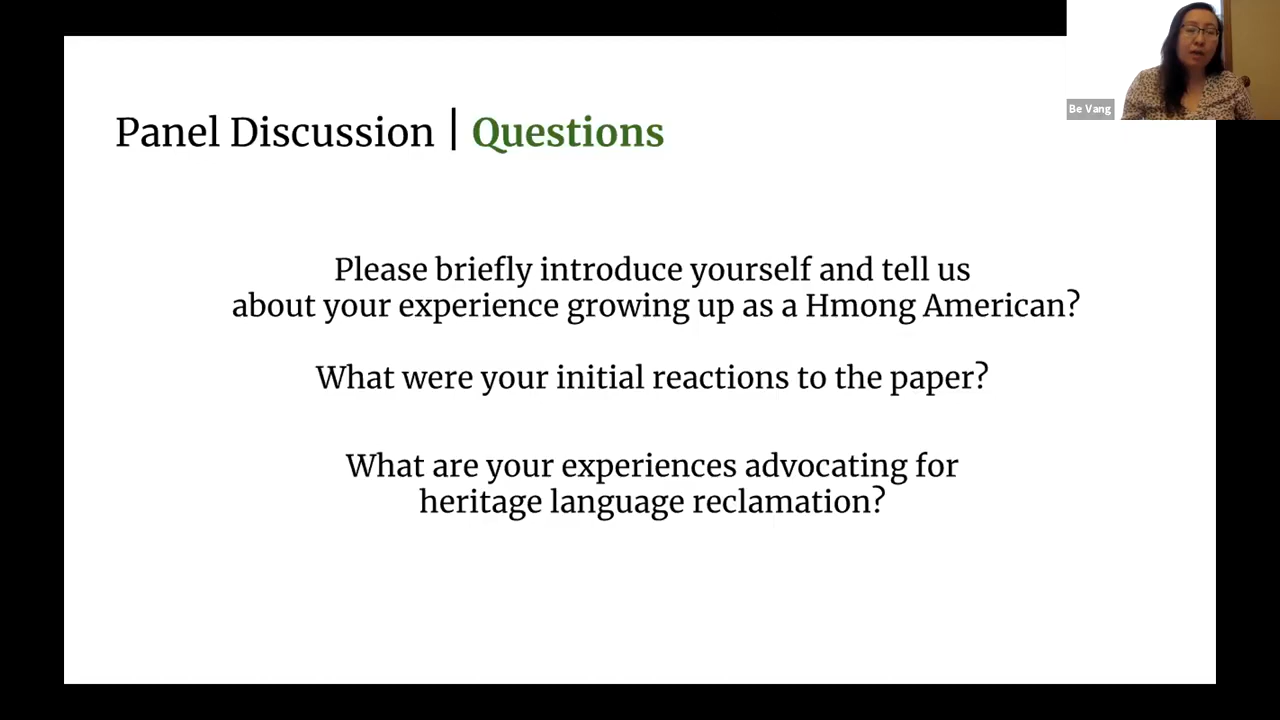 Be Vang
Panel Discussion | Questions
Please briefly introduce yourself and tell us
about your experience growing up as a Hmong American?
What were your initial reactions to the paper?
What are your experiences advocating for
heritage language reclamation?